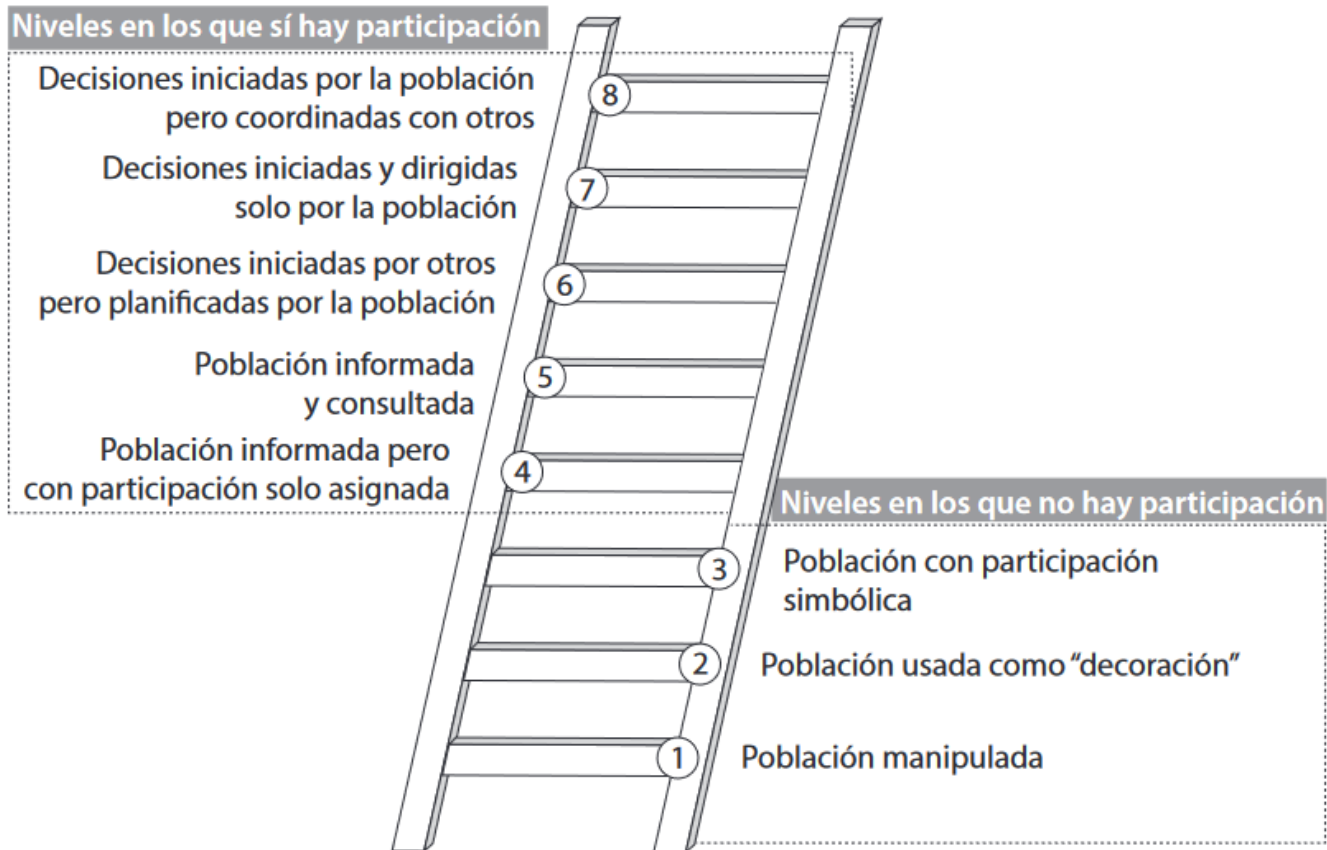 Niveles en los que sí hay participación
Decisiones iniciadas por la población
pero coordinadas con otros
8
Decisiones iniciadas y dirigidas
solo por la población
7
Decisiones iniciadas por otros
pero planificadas por la población
6
Población informada
y consultada
5
Población informada pero
con participación solo asignada
4
Niveles en los que no hay participación
3
Población con participación
simbólica
2
Población usada como “decoración”
1
Población manipulada